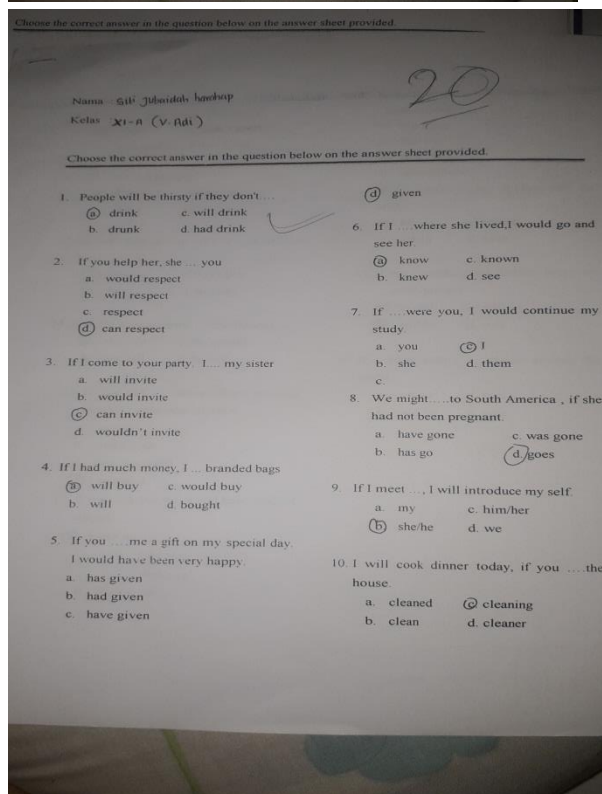 Choose the correct answer in the question below on the answer sheet provided.
20
Nama : Siti Jubaidah harahap
Kelas XI-A (V-Adi)
Choose the correct answer in the question below on the answer sheet provided.
1. People will be thirsty if they don't....
a drink c. will drink
b. drunk d. had drink
2. If you help her, she ... you
a. would respect
b. will respect
c. respect
d can respect
3. If I come to your party. I.... my sister
a. will invite
b. would invite
c can invite
d. wouldn't invite
4. If I had much money, I ... branded bags
a will buy c. would buy
b. will d. bought
5. If you ....me a gift on my special day.
I would have been very happy.
a. has given
b. had given
c. have given
d given
6. If I ....where she lived,I would go and
see her.
a know c. known
b. knew d. see
7. If ....were you, I would continue my
study.
a. you c I
b. she d. them
c.
8. We might.....to South America , if she
had not been pregnant.
a. have gone c. was gone
b. has go d. goes
9. If I meet ..., I will introduce my self.
a. my c. him/her
b she/he d. we
10. I will cook dinner today, if you ....the
house.
a. cleaned c cleaning
b. clean d. cleaner